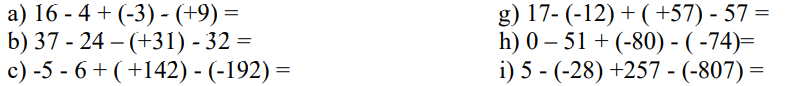 a) 16 - 4 + (-3) - (+9) =
b) 37 - 24 – (+31) - 32 =
c) -5 - 6 + ( +142) - (-192) =
g) 17- (-12) + ( +57) - 57 =
h) 0 – 51 + (-80) - ( -74)=
i) 5 - (-28) +257 - (-807) =